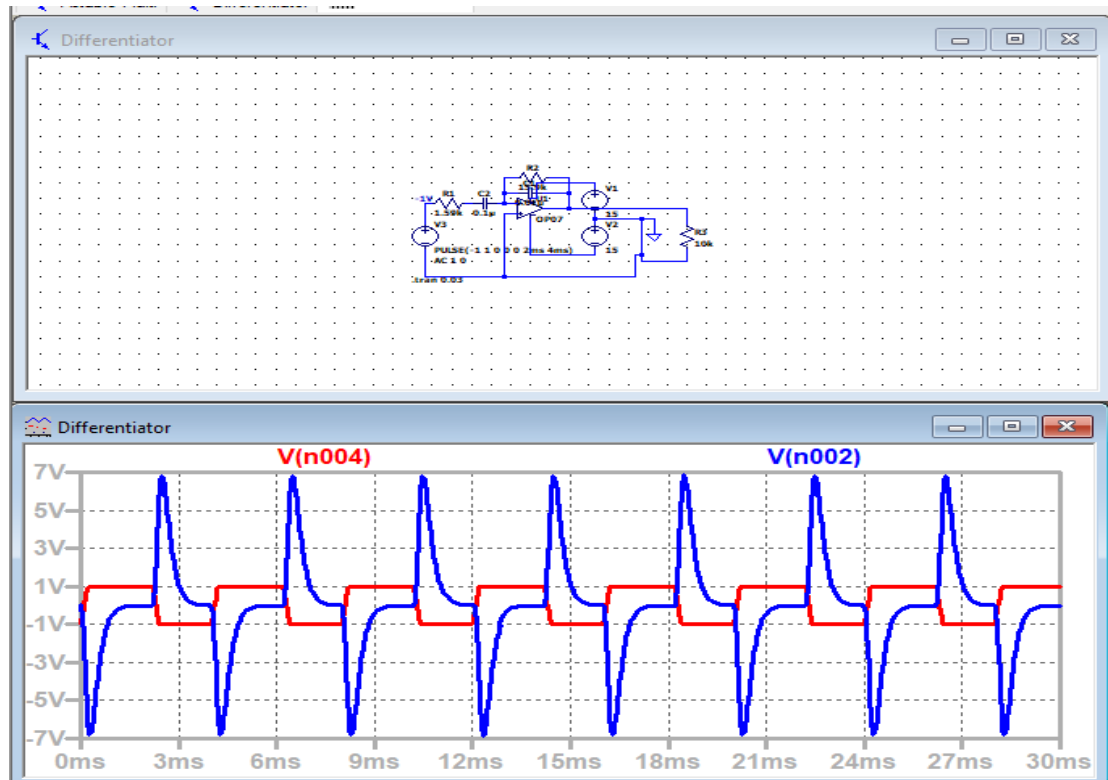 Differentiator
R2
-1V
R1
C2
V1
1.59k
0.1µ
OP07
15
V3
V2
R3
15
10k
PULSE(-1 1 0 0 0 2ms 4ms)
AC 1 0
.tran 0.03
Differentiator
V(n004)
V(n002)
7V
5V
3V
1V
-1V
-3V
-5V
-7V
0ms
3ms
6ms
9ms
12ms
15ms
18ms
21ms
24ms
27ms
30ms